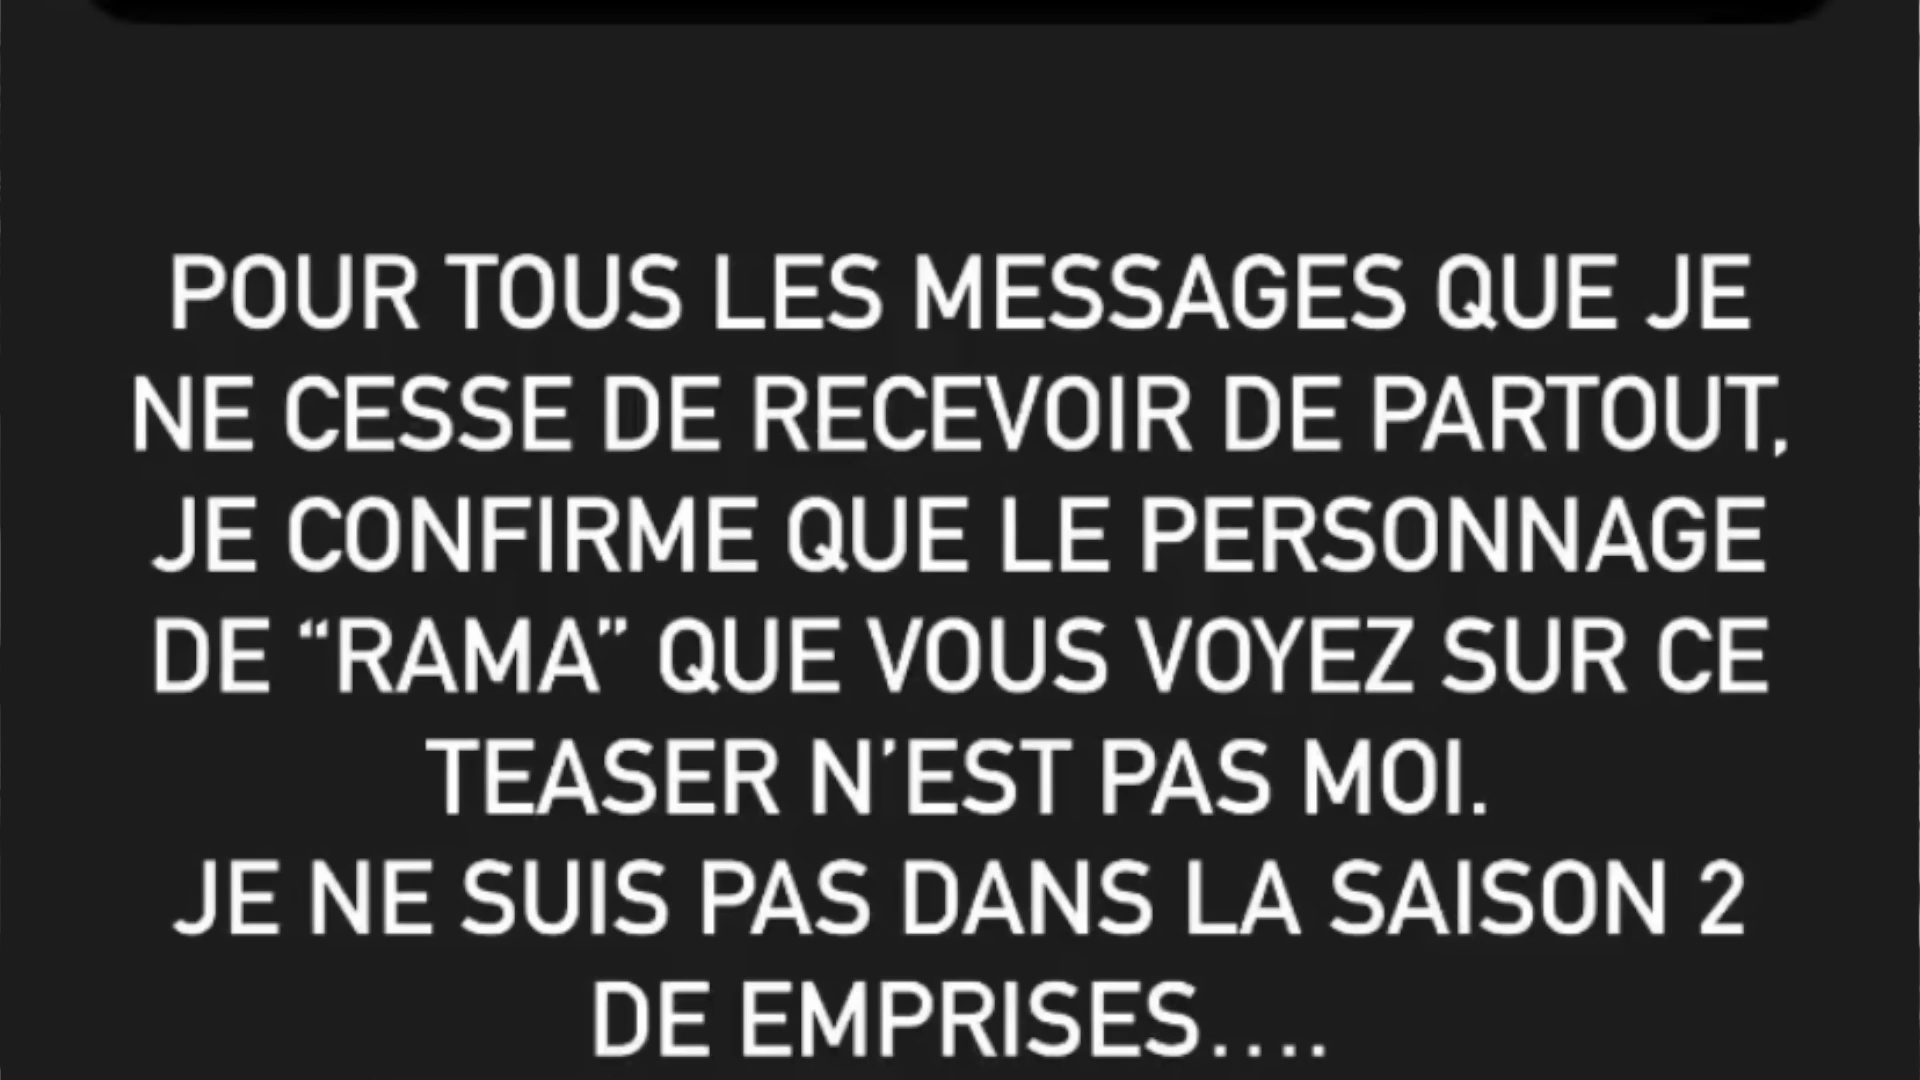 POUR TOUS LES MESSAGES QUE JE
NE CESSE DE RECEVOIR DE PARTOUT,
JE CONFIRME QUE LE PERSONNAGE
DE “RAMA” QUE VOUS VOYEZ SUR CE
TEASER N’EST PAS MOI.
JE NE SUIS PAS DANS LA SAISON 2
DE EMPRISES....